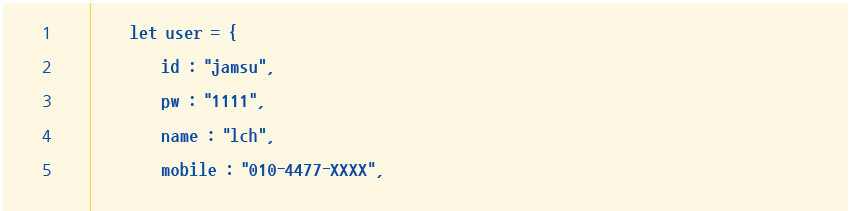 1 let user = {
2 id : "jamsu",
3 pw : "1111",
4 name : "lch",
5 mobile : "010-4477-XXXX",